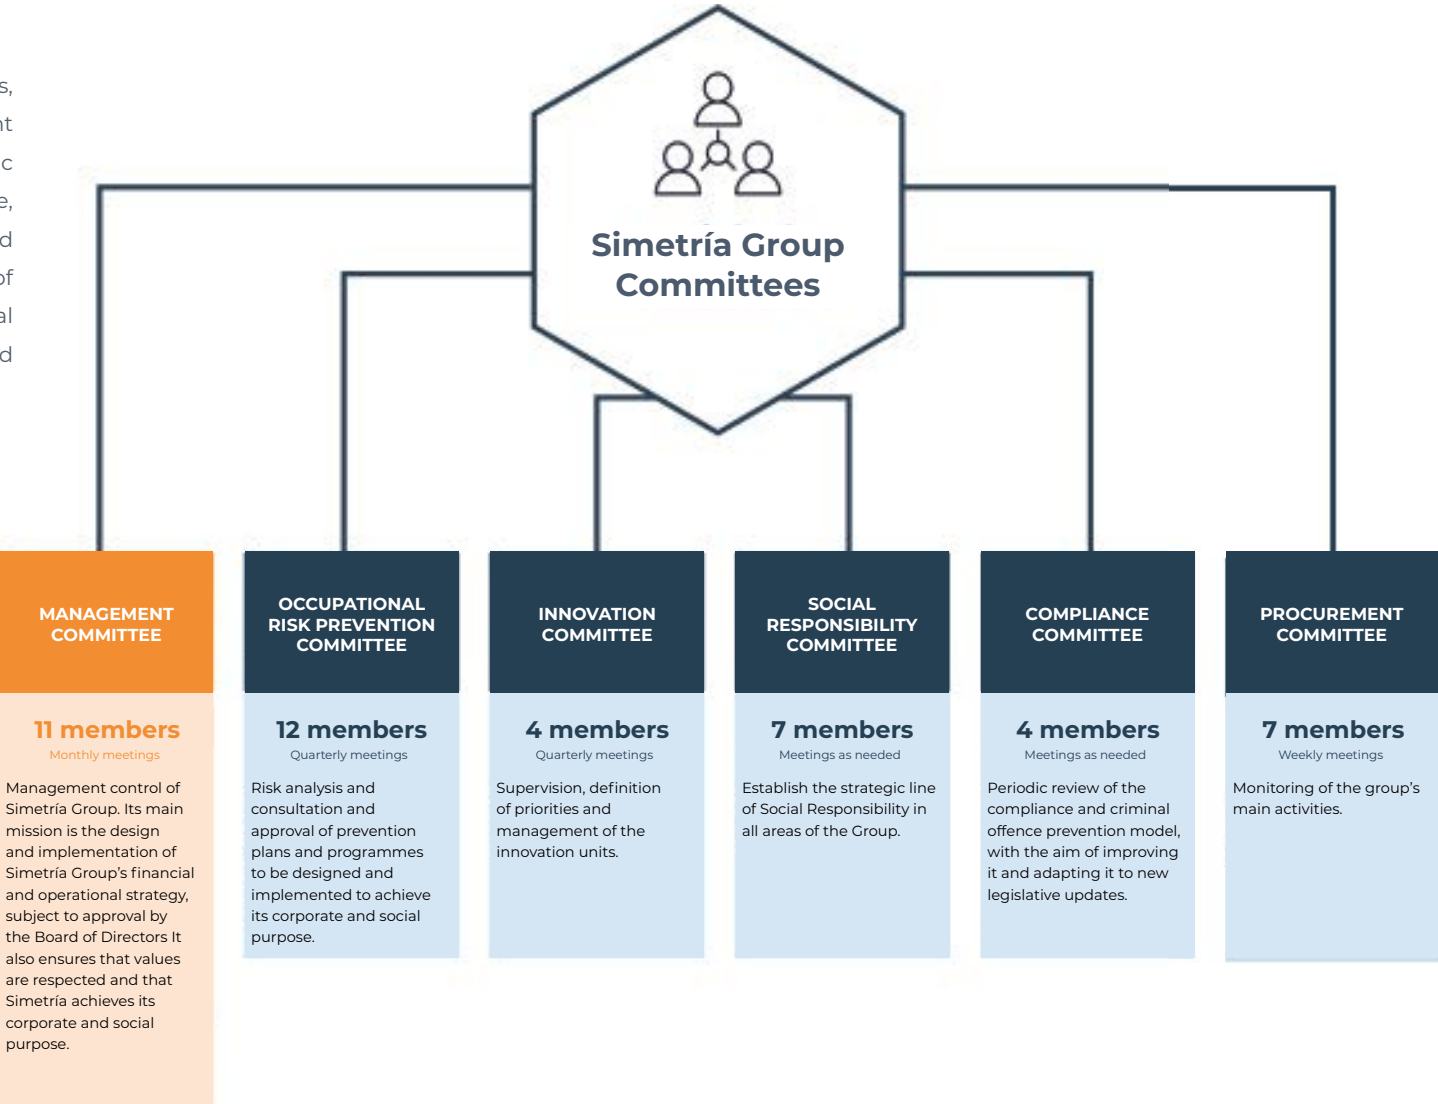 s,
nt
ic
e,
d
of
al
d
Simetría Group
Committees
MANAGEMENT
COMMITTEE
11 members
Monthly meetings
Management control of
Simetría Group. Its main
mission is the design
and implementation of
Simetría Group's financial
and operational strategy,
subject to approval by
the Board of Directors It
also ensures that values
are respected and that
Simetría achieves its
corporate and social
purpose.
OCCUPATIONAL
RISK PREVENTION
COMMITTEE
12 members
Quarterly meetings
Risk analysis and
consultation and
approval of prevention
plans and programmes
to be designed and
implemented to achieve
its corporate and social
purpose.
INNOVATION
COMMITTEE
4 members
Quarterly meetings
Supervision, definition
of priorities and
management of the
innovation units.
SOCIAL
RESPONSIBILITY
COMMITTEE
7 members
Meetings as needed
Establish the strategic line
of Social Responsibility in
all areas of the Group.
COMPLIANCE
COMMITTEE
4 members
Meetings as needed
Periodic review of the
compliance and criminal
offence prevention model,
with the aim of improving
it and adapting it to new
legislative updates.
PROCUREMENT
COMMITTEE
7 members
Weekly meetings
Monitoring of the group's
main activities.